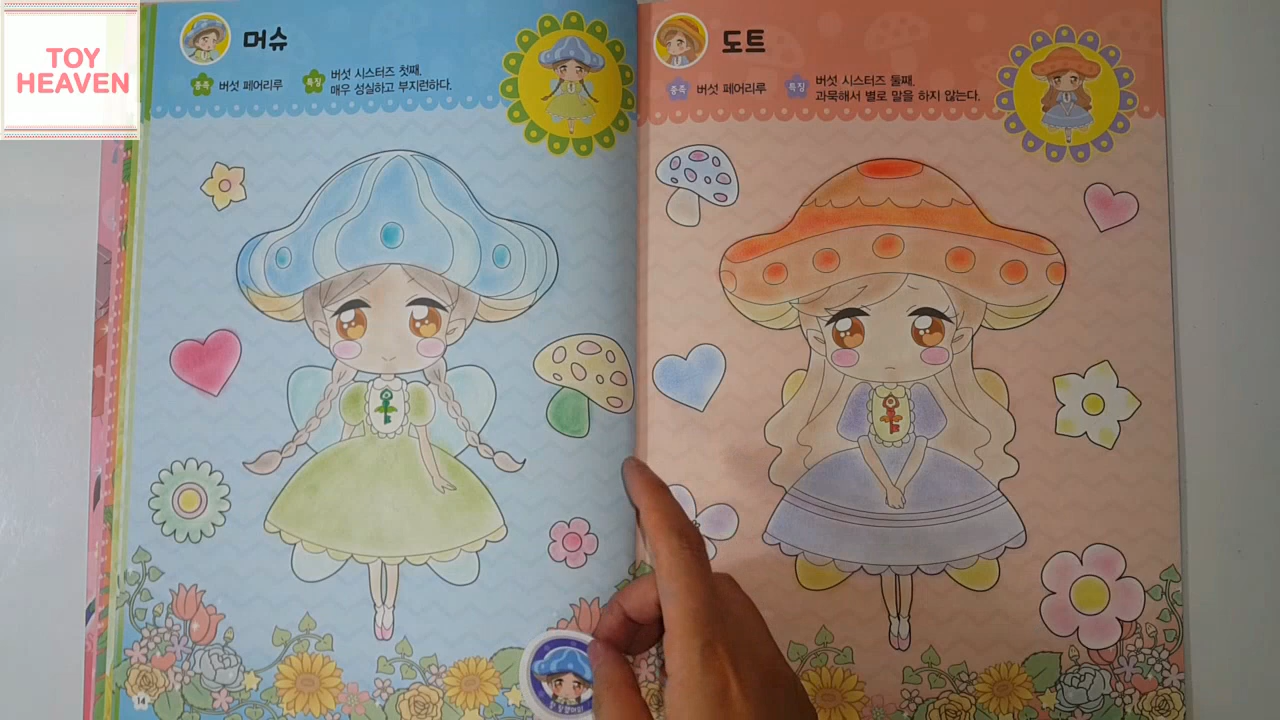 TOY
HEAVEN
머슈
종족 버섯 페어리루
특징 버섯 시스터즈 첫째.
매우 성실하고 부지런하다.
도트
종족 버섯 페어리루
특징 버섯 시스터즈 둘째.
과묵해서 별로 말을 하지 않는다.
14